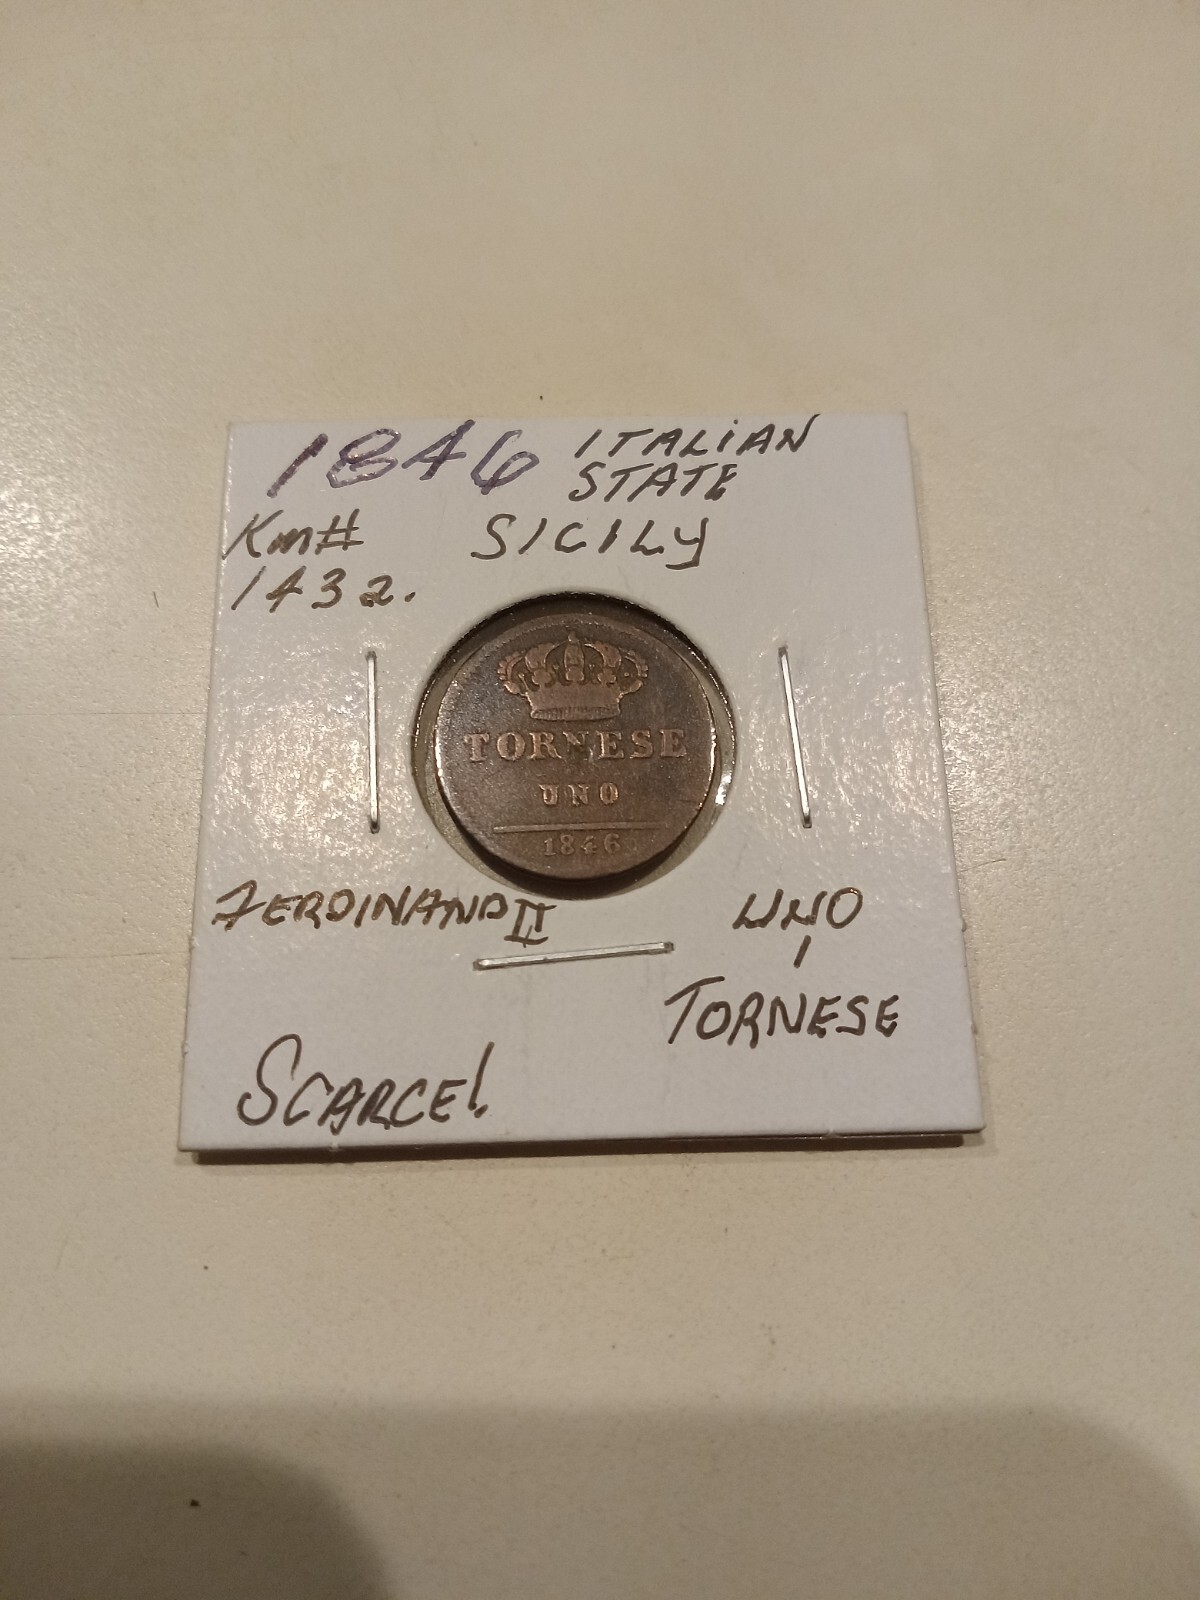 1846 ITALIAN
STATE
Km# SICILY
1432.
TORNESE
UNO
1846
FERDINAND II UNO
1
TORNESE
SCARCE!